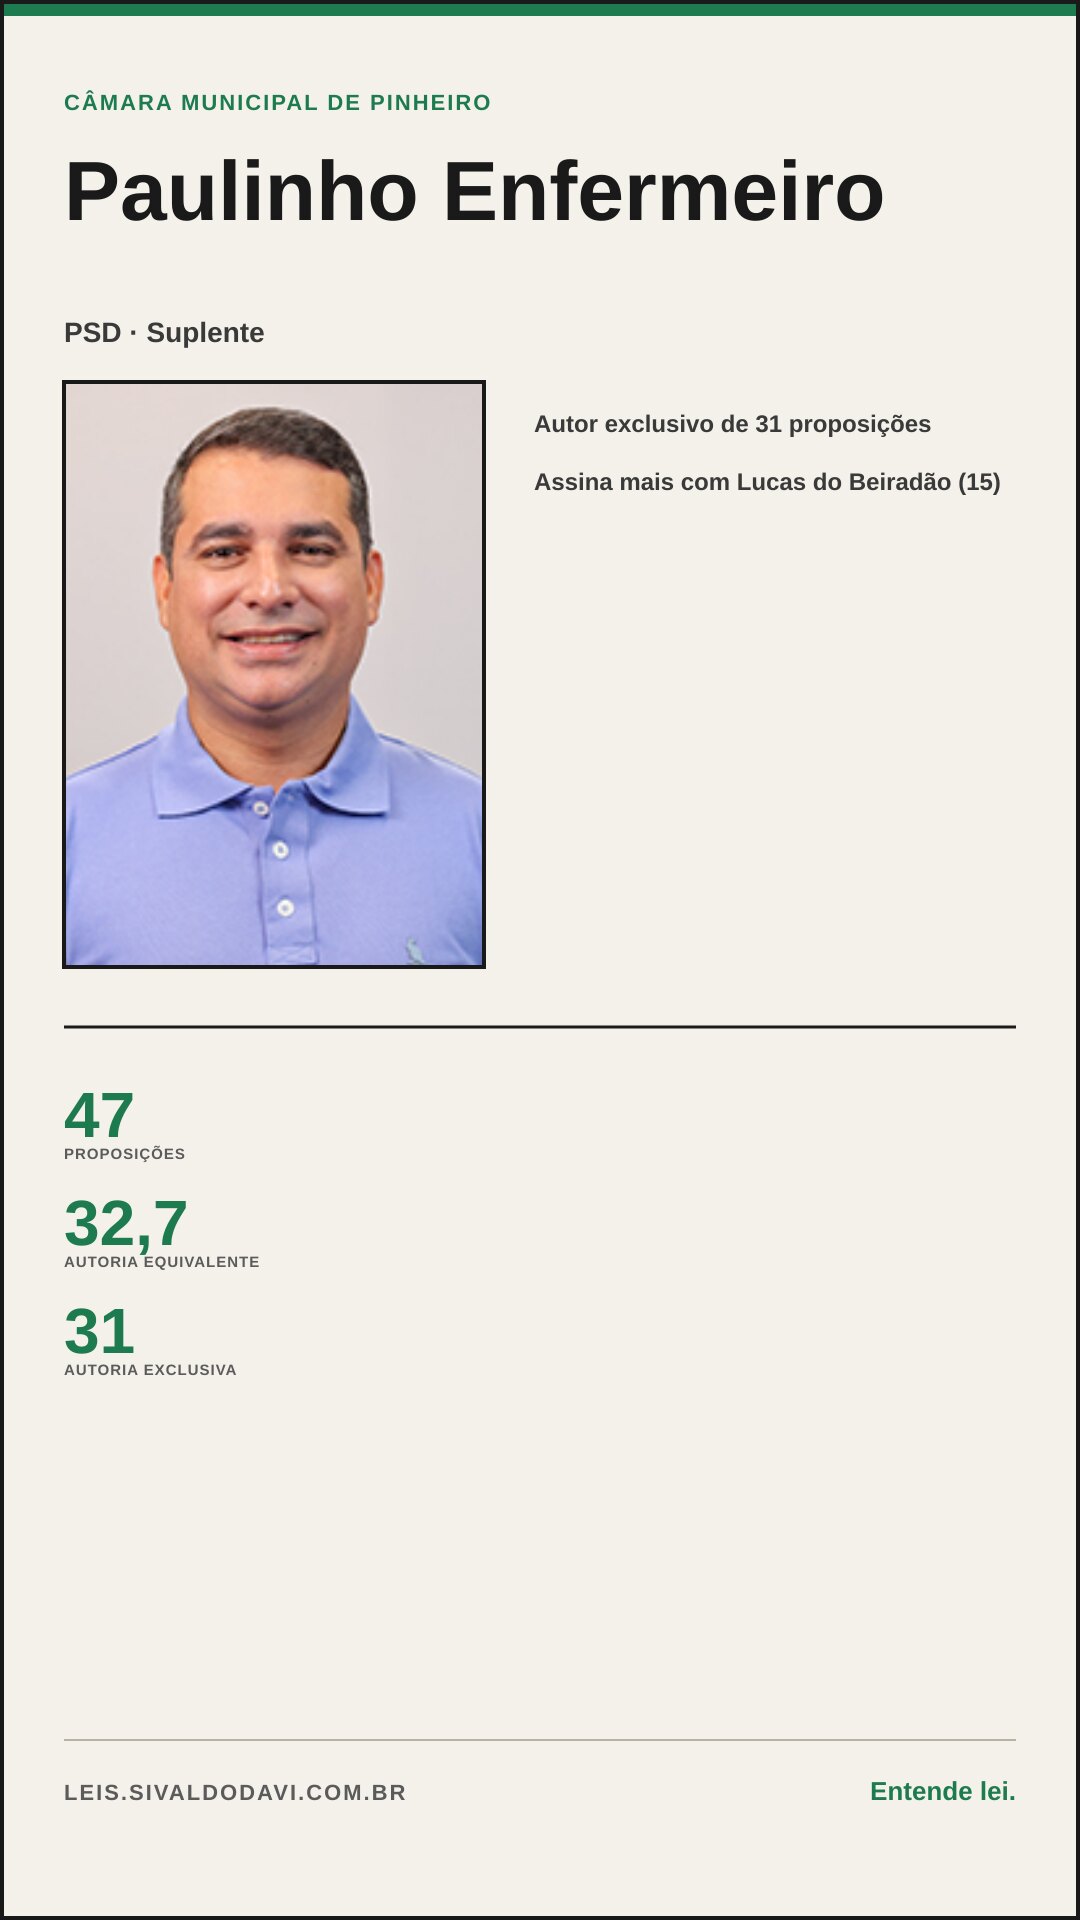 CÂMARA MUNICIPAL DE PINHEIRO
Paulinho Enfermeiro
PSD · Suplente
Autor exclusivo de 31 proposições
Assina mais com Lucas do Beiradão (15)
47
PROPOSIÇÕES
32,7
AUTORIA EQUIVALENTE
31
AUTORIA EXCLUSIVA
LEIS.SIVALDODAVI.COM.BR
Entende lei.